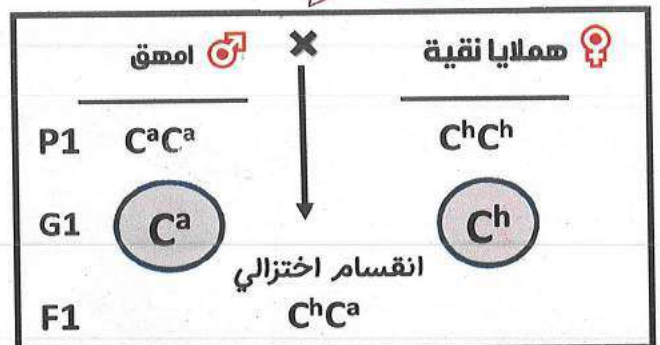 ♀ هملايا نقية × ♂ امهق
P1 CᵃCᵃ CʰCʰ
G1 Cᵃ Cʰ
انقسام اختزالي
F1 CʰCᵃ